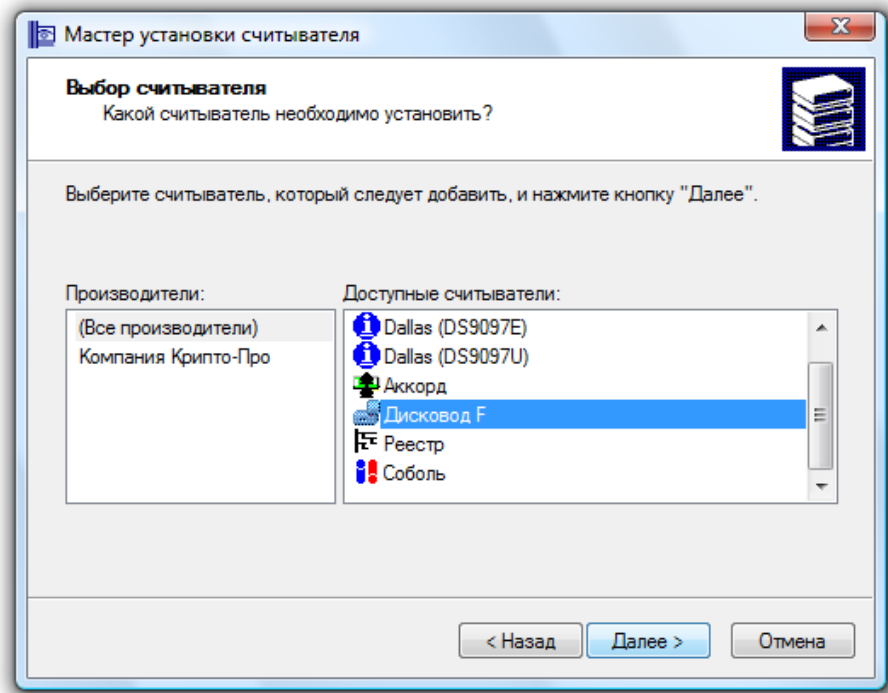 Мастер установки считывателя
Выбор считывателя
Какой считыватель необходимо установить?
Выберите считыватель, который следует добавить, и нажмите кнопку "Далее".
Производители:
(Все производители)
Компания Крипто-Про
Доступные считыватели:
Dallas (DS9097E)
Dallas (DS9097U)
Аккорд
Дисковод F
Реестр
Соболь
< Назад
Далее >
Отмена